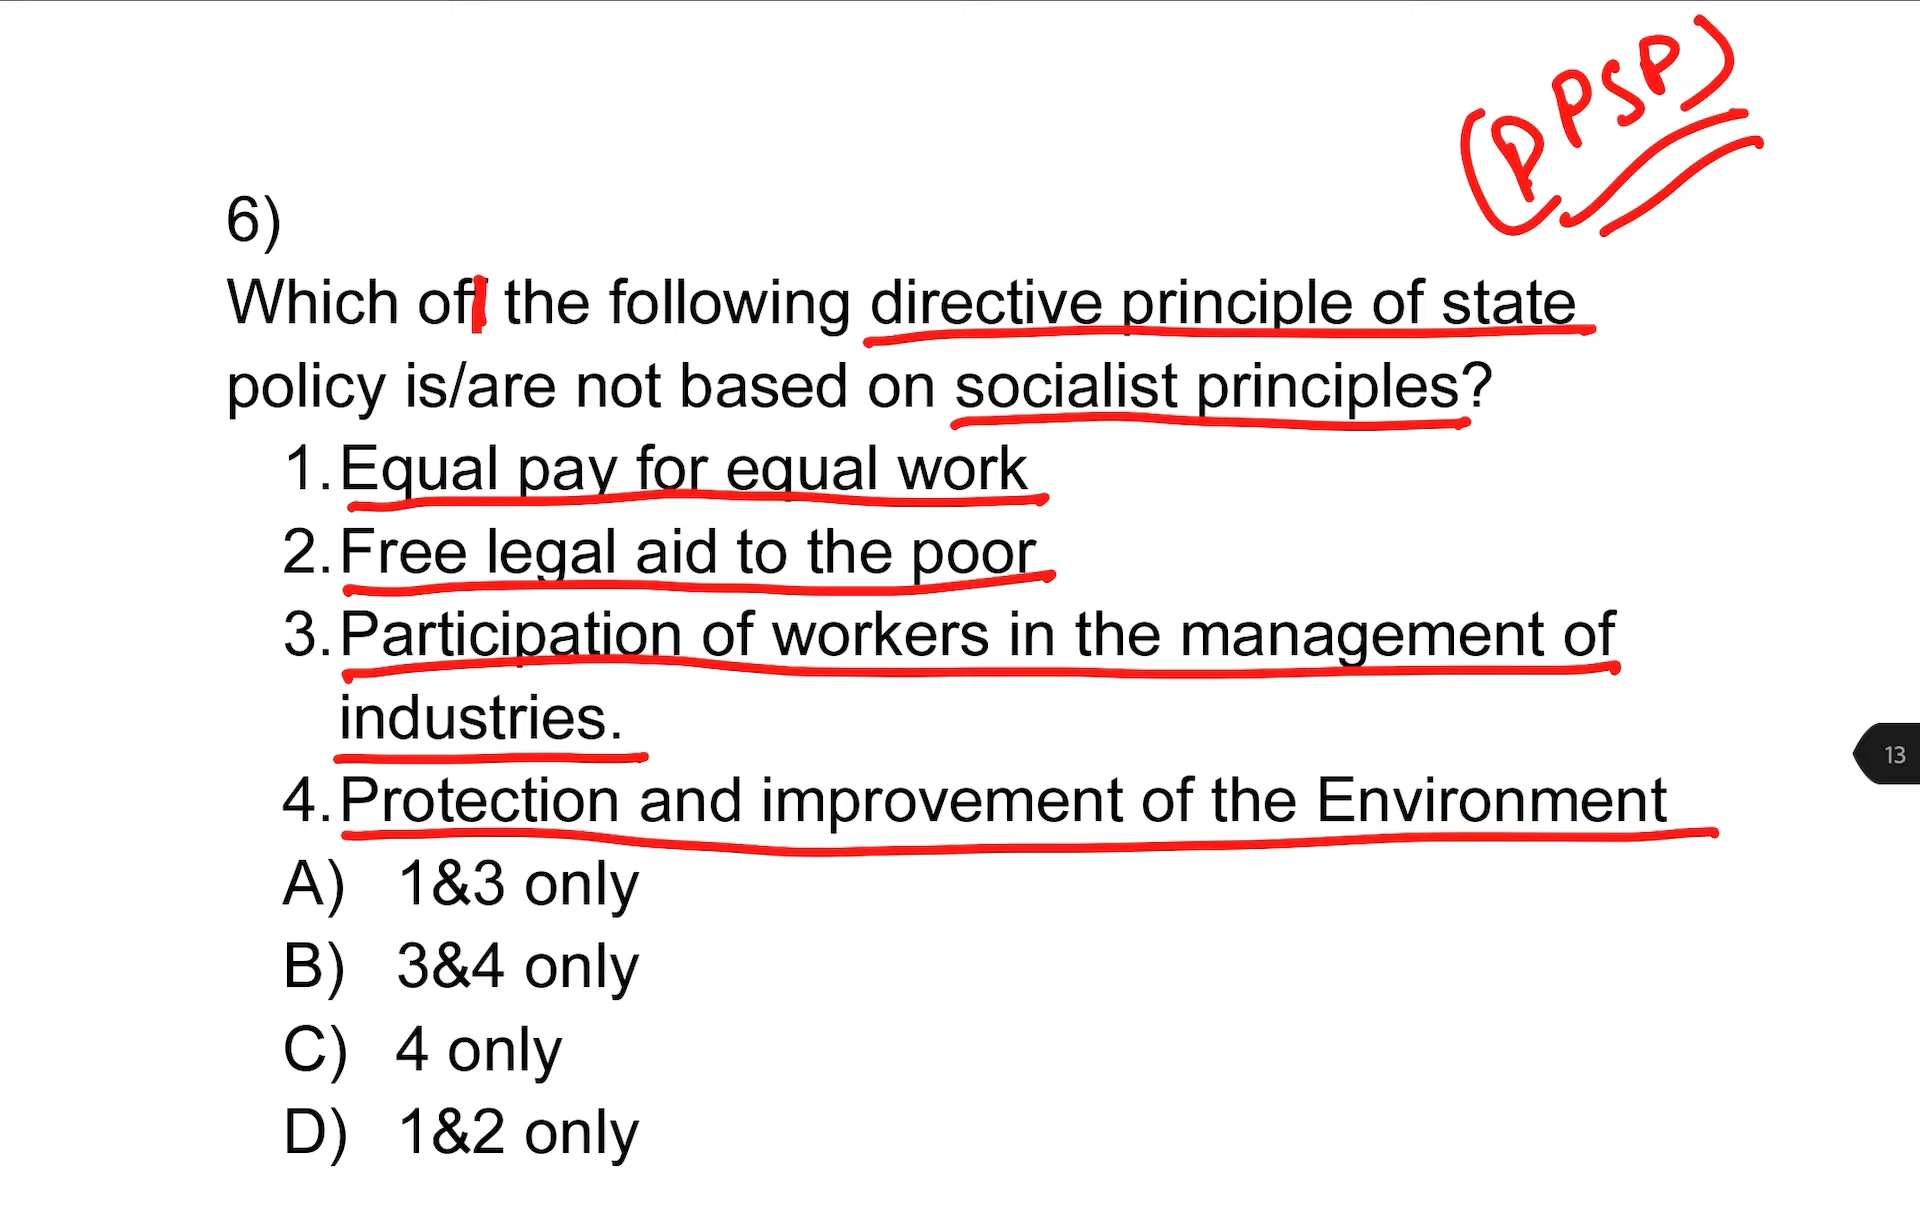 (DPSP)
6)
Which of the following directive principle of state
policy is/are not based on socialist principles?
1. Equal pay for equal work
2. Free legal aid to the poor
3. Participation of workers in the management of
industries.
4. Protection and improvement of the Environment
13
A) 1&3 only
B) 3&4 only
C) 4 only
D) 1&2 only